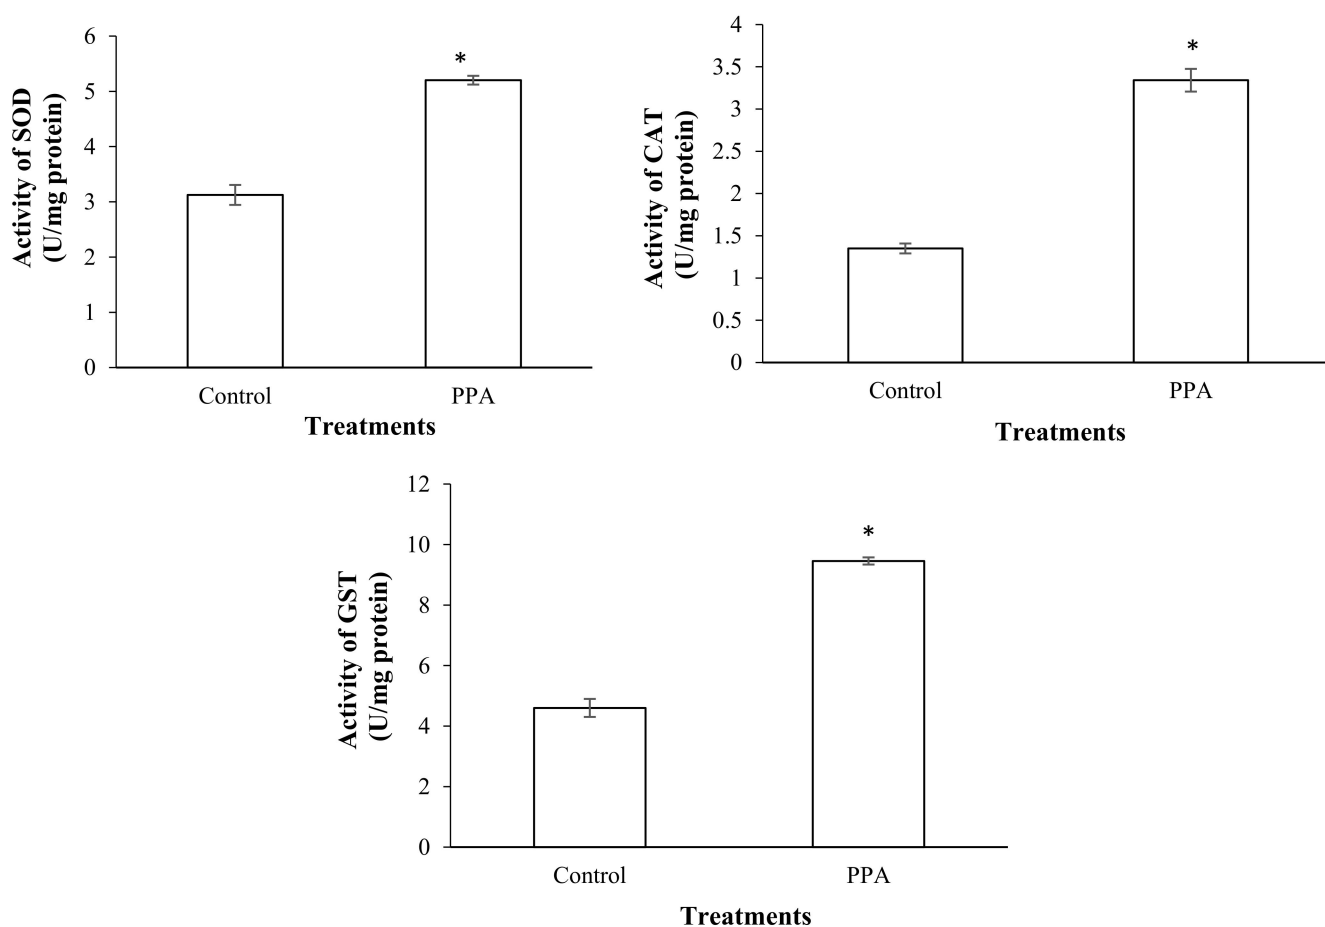 Activity of SOD
(U/mg protein)
6
5
4
3
2
1
0
*
Control
PPA
Treatments
Activity of CAT
(U/mg protein)
4
3.5
3
2.5
2
1.5
1
0.5
0
*
Control
PPA
Treatments
Activity of GST
(U/mg protein)
12
10
8
6
4
2
0
*
Control
PPA
Treatments